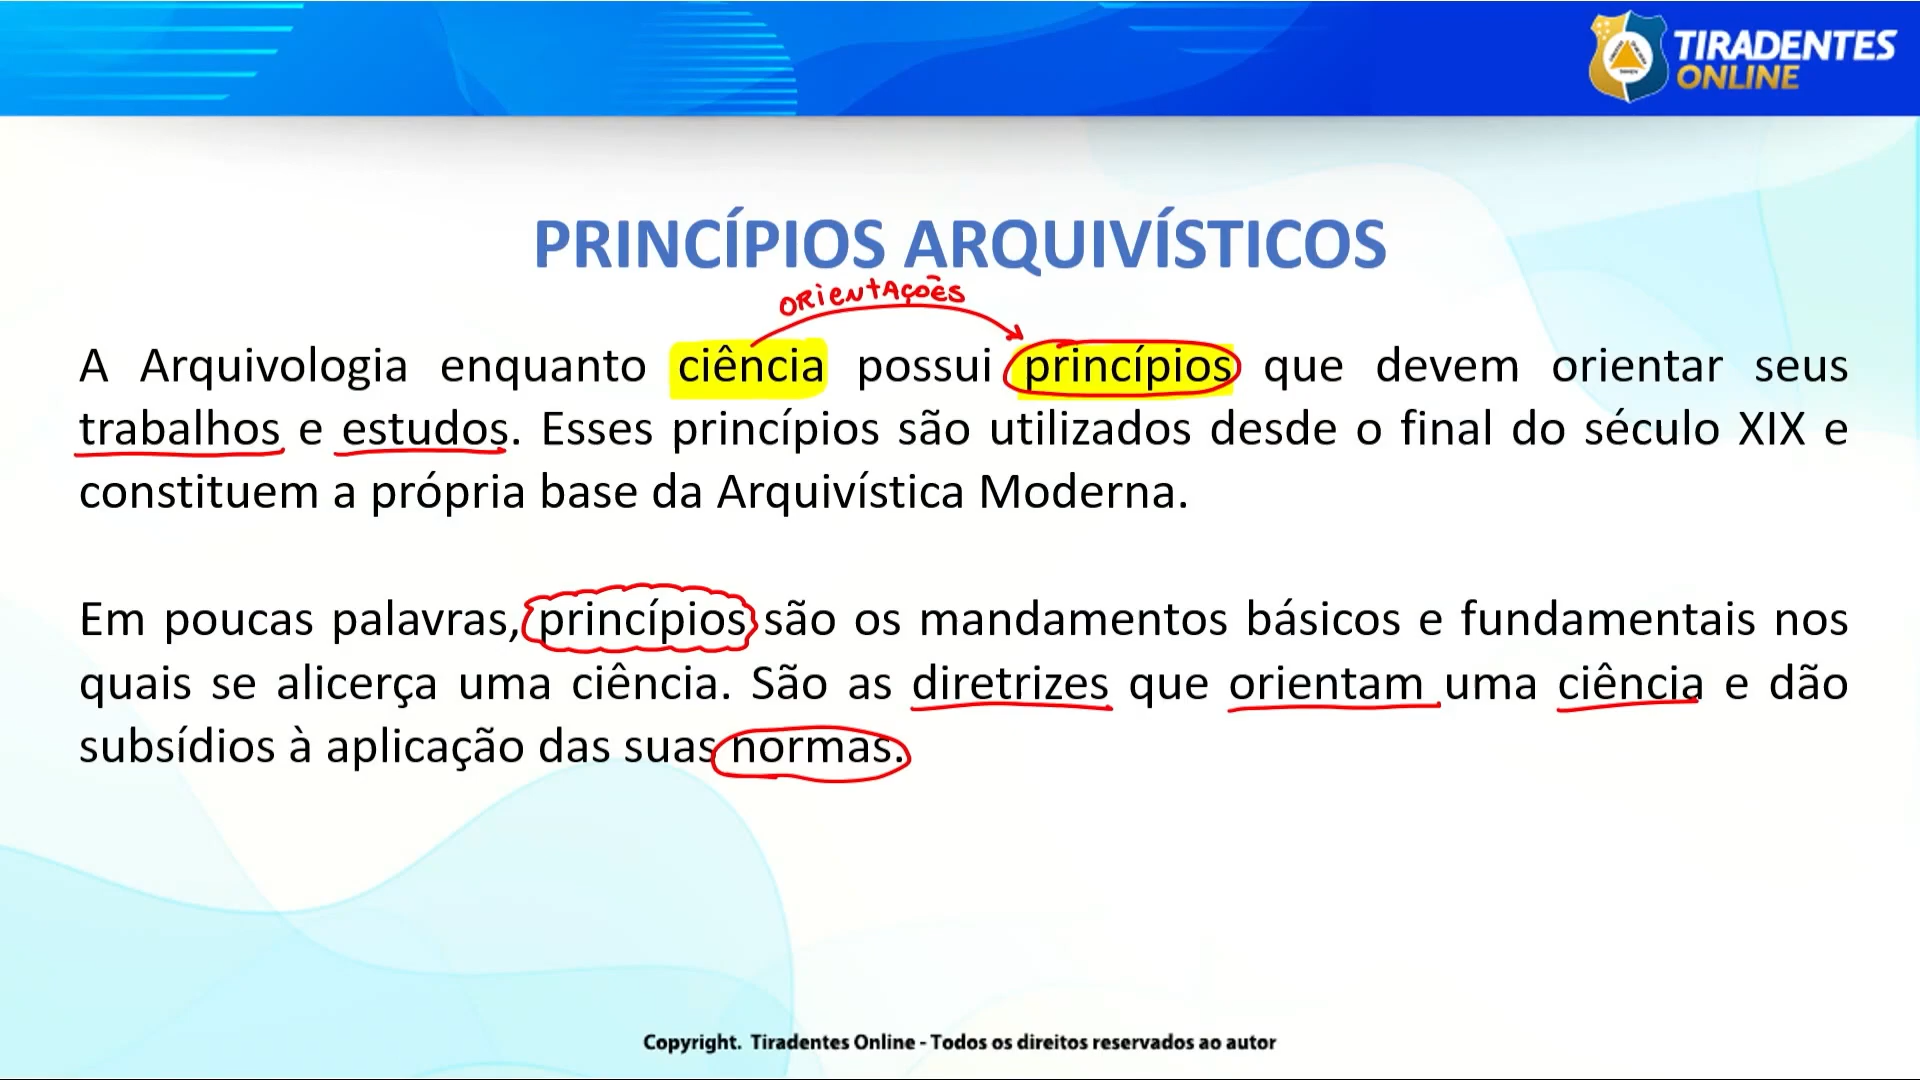 TIRADENTES
ONLINE
PRINCÍPIOS ARQUIVÍSTICOS
ORIENTAÇÕES
A Arquivologia enquanto ciência possui princípios que devem orientar seus
trabalhos e estudos. Esses princípios são utilizados desde o final do século XIX e
constituem a própria base da Arquivística Moderna.
Em poucas palavras, princípios são os mandamentos básicos e fundamentais nos
quais se alicerça uma ciência. São as diretrizes que orientam uma ciência e dão
subsídios à aplicação das suas normas.
Copyright. Tiradentes Online - Todos os direitos reservados ao autor